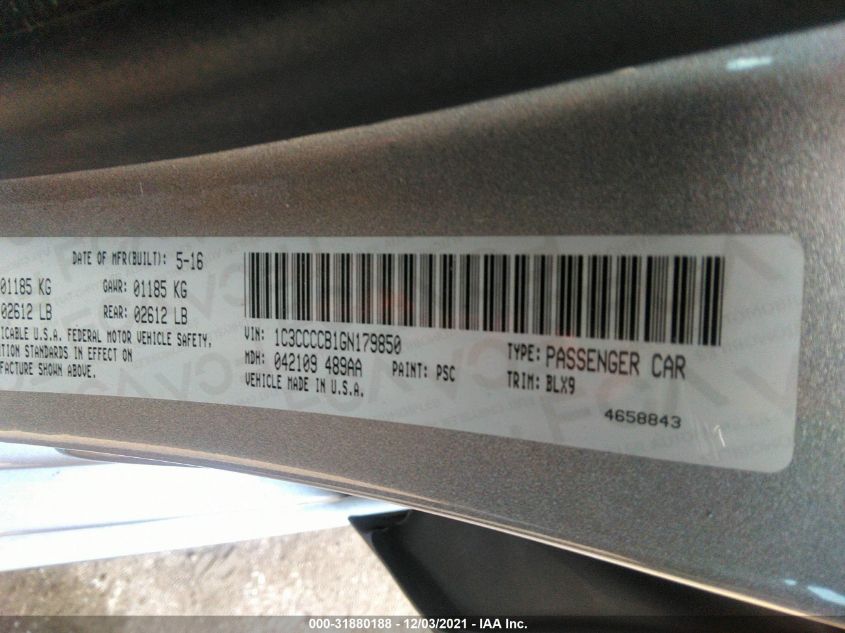 DATE OF MFR(BUILT): 5-16
01185 KG GAWR: 01185 KG
02612 LB REAR: 02612 LB
ICABLE U.S.A. FEDERAL MOTOR VEHICLE SAFETY,
TION STANDARDS IN EFFECT ON
FACTURE SHOWN ABOVE.
VIN: 1C3CCCCB1GN179850 TYPE: PASSENGER CAR
MDH: 042109 489AA PAINT: PSC TRIM: BLX9
VEHICLE MADE IN U.S.A.
4658843
000-31880188 - 12/03/2021 - IAA Inc.